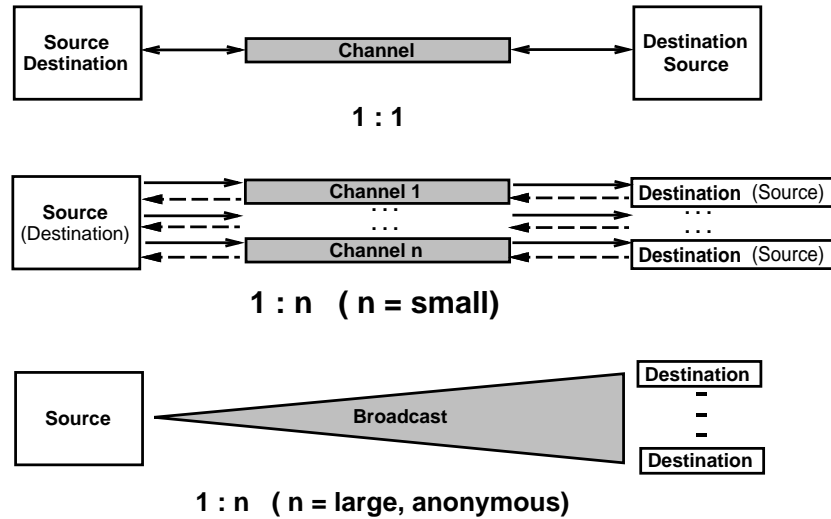 Source
Destination
Channel
Destination
Source
1 : 1
Source
(Destination)
Channel 1
. . .
. . .
Channel n
Destination (Source)
. . .
. . .
Destination (Source)
1 : n ( n = small)
Source
Broadcast
Destination
Destination
1 : n ( n = large, anonymous)